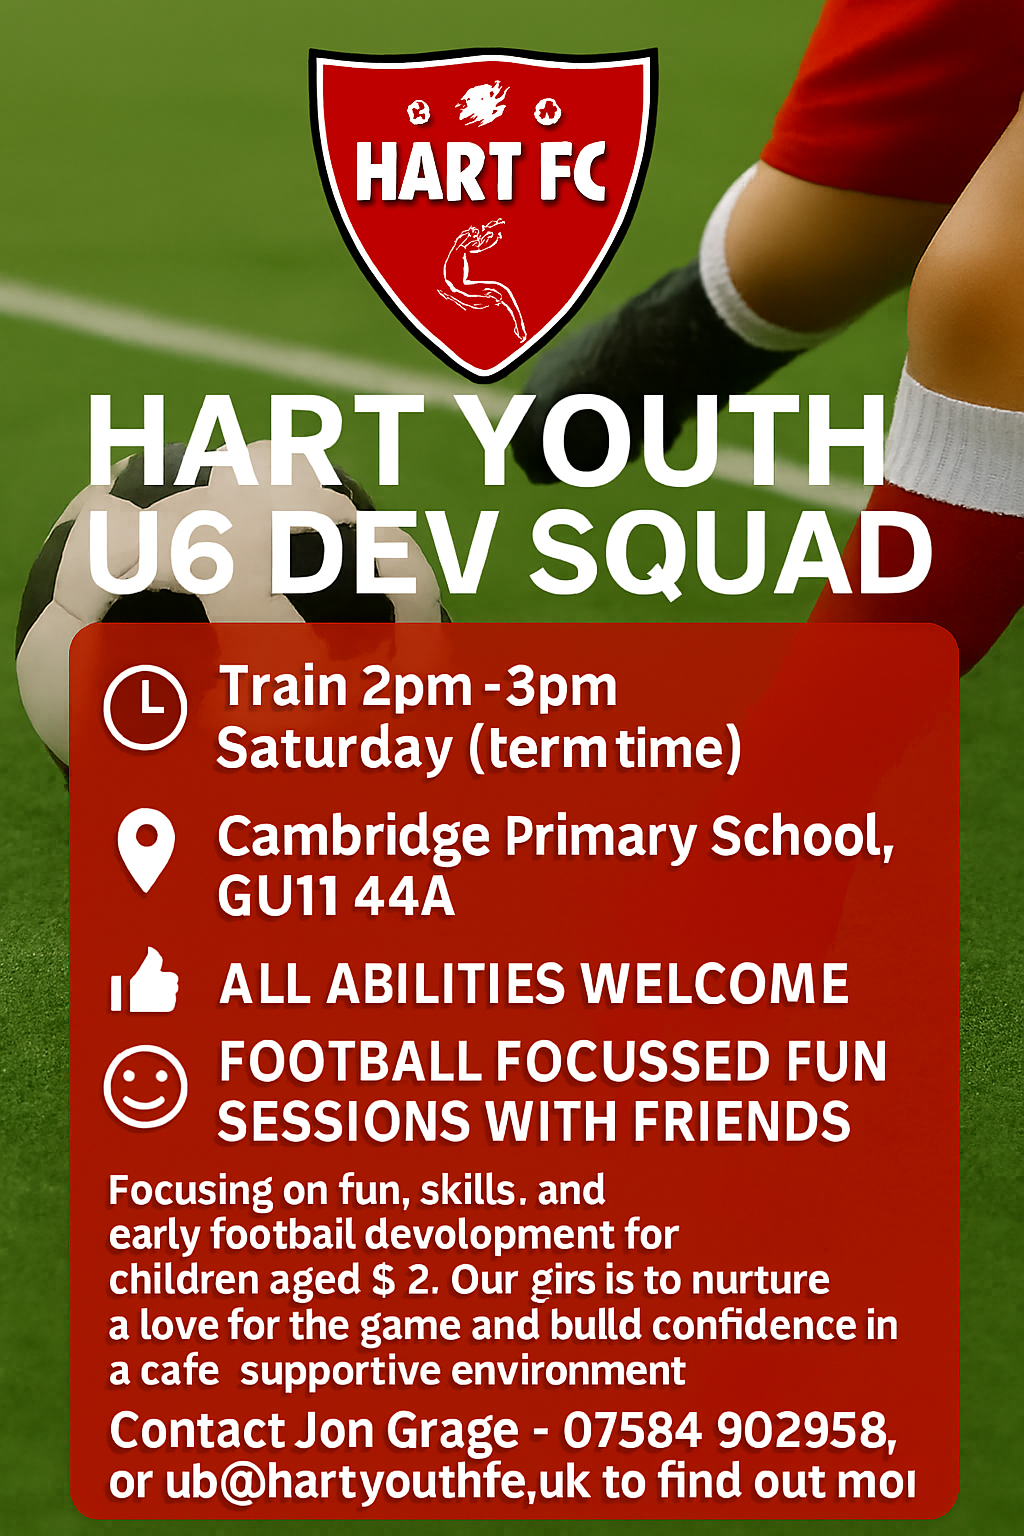 HART FC
HART YOUTH
U6 DEV SQUAD
Train 2pm - 3pm
Saturday (term time)
Cambridge Primary School,
GU11 44A
ALL ABILITIES WELCOME
FOOTBALL FOCUSSED FUN
SESSIONS WITH FRIENDS
Focusing on fun, skills. and
early footbail devolopment for
children aged $ 2. Our girs is to nurture
a love for the game and bulld confidence in
a cafe supportive environment
Contact Jon Grage - 07584 902958,
or ub@hartyouthfe,uk to find out moı